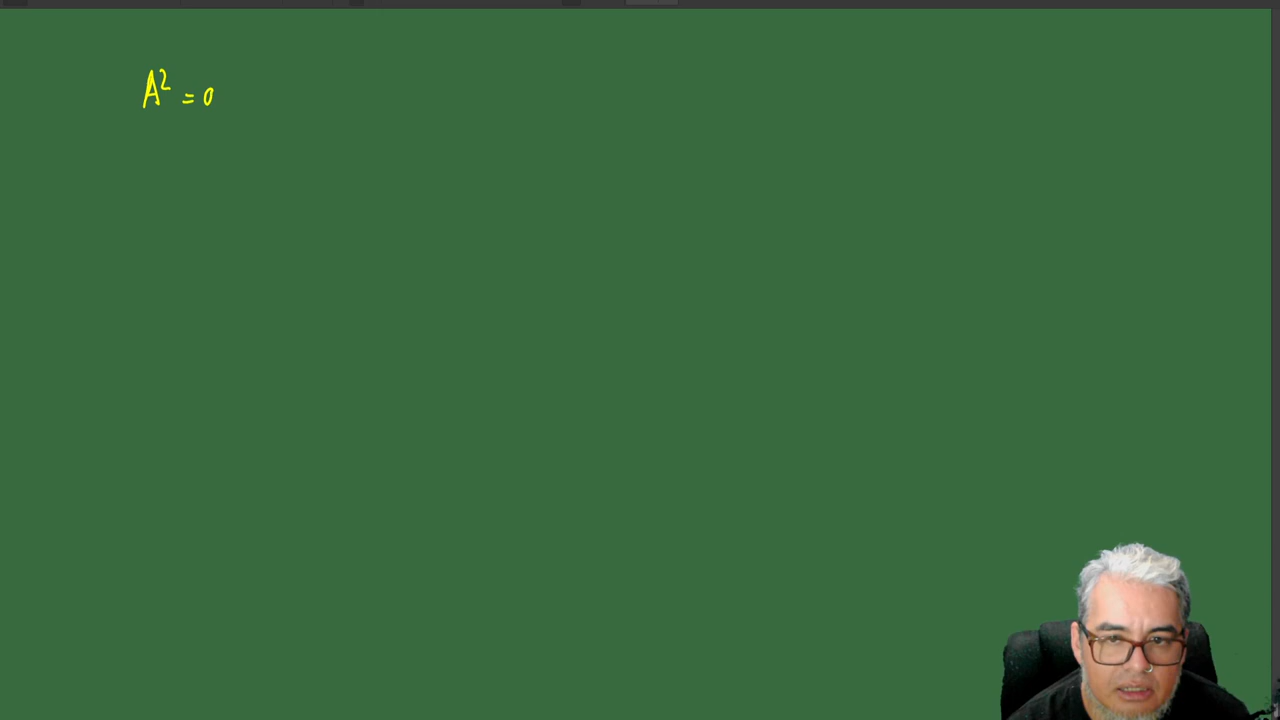 A² = 0